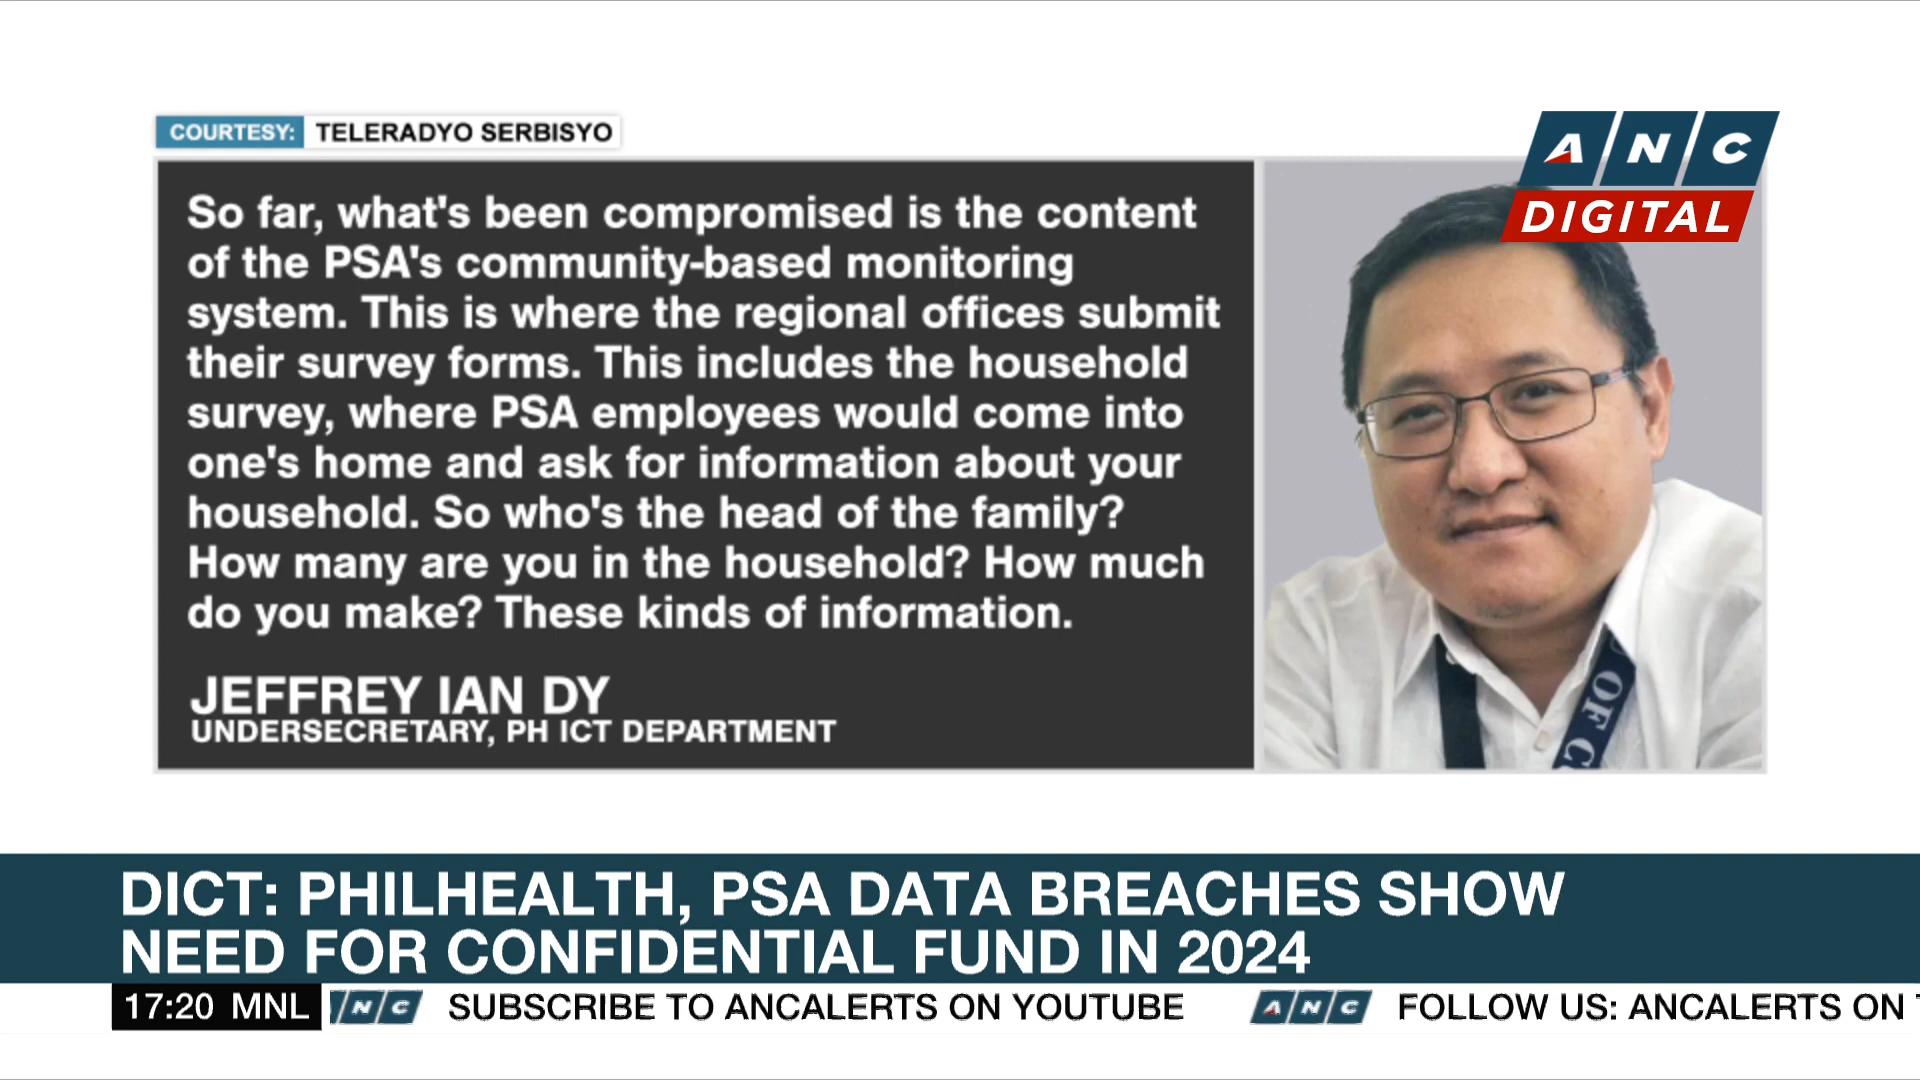 COURTESY: TELERADYO SERBISYO
ANC
DIGITAL
So far, what's been compromised is the content
of the PSA's community-based monitoring
system. This is where the regional offices submit
their survey forms. This includes the household
survey, where PSA employees would come into
one's home and ask for information about your
household. So who's the head of the family?
How many are you in the household? How much
do you make? These kinds of information.
JEFFREY IAN DY
UNDERSECRETARY, PH ICT DEPARTMENT
OF
DICT: PHILHEALTH, PSA DATA BREACHES SHOW
NEED FOR CONFIDENTIAL FUND IN 2024
17:20 MNL ANC SUBSCRIBE TO ANCALERTS ON YOUTUBE ANC FOLLOW US: ANCALERTS ON